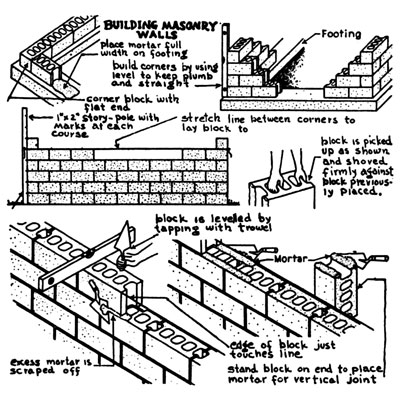 BUILDING MASONRY
WALLS
place mortar full
width on footing
build corners by using
level to keep plumb
and straight
Footing
corner block with
flat end
1"x2" story-pole with
marks at each
course
stretch line between corners to
lay block to
block is picked
up as shown
and shoved
firmly against
block previous-
ly placed.
block is levelled by
tapping with trowel
Mortar
excess mortar is
scraped off
edge of block just
touches line
stand block on end to place
mortar for vertical joint